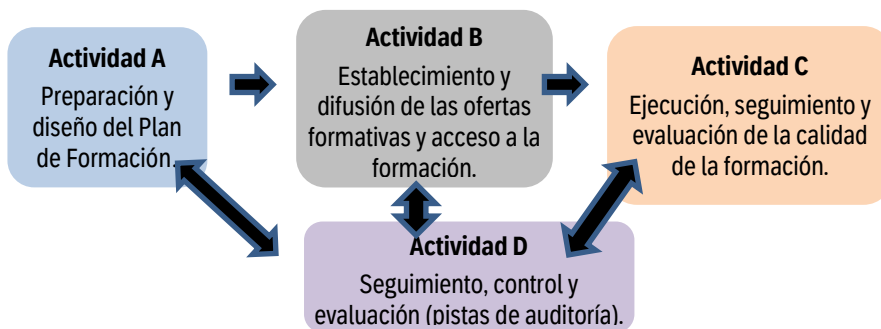 Actividad A
Preparación y
diseño del Plan
de Formación.
Actividad B
Establecimiento y
difusión de las ofertas
formativas y acceso a la
formación.
Actividad C
Ejecución, seguimiento y
evaluación de la calidad
de la formación.
Actividad D
Seguimiento, control y
evaluación (pistas de auditoría).